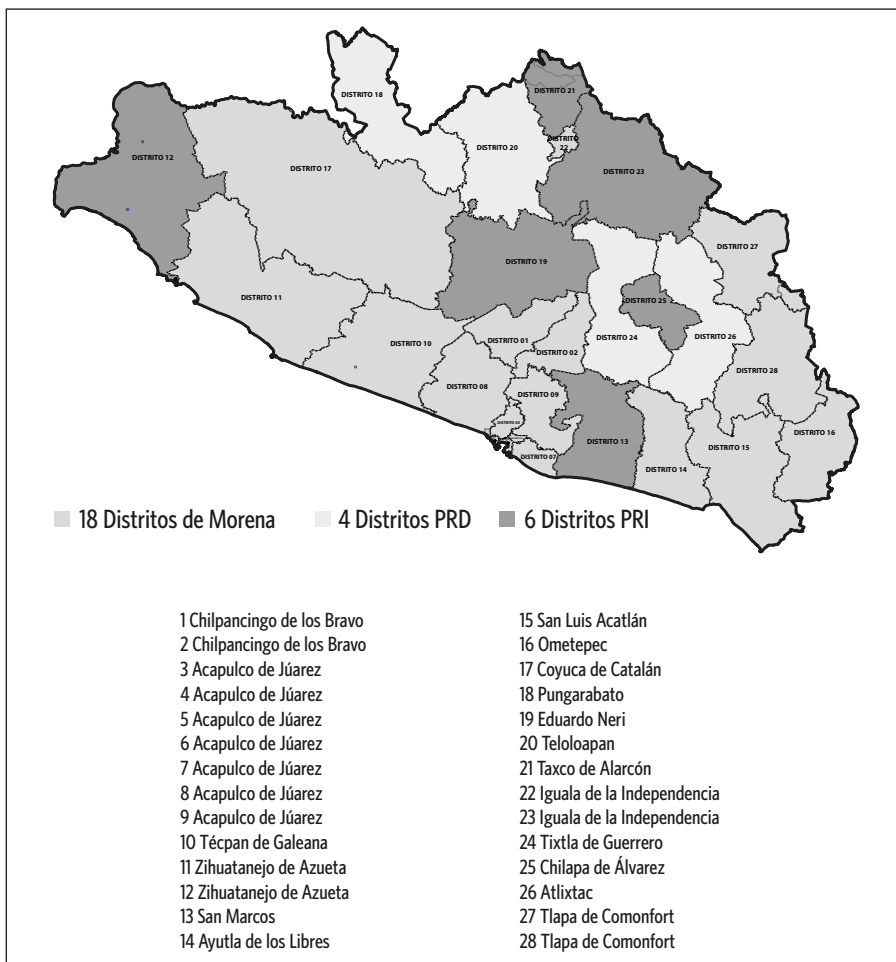 DISTRITO 18
DISTRITO 21
DISTRITO 12
DISTRITO 20
DISTRITO
22
DISTRITO 17
DISTRITO 23
DISTRITO 27
DISTRITO 19
DISTRITO 11
DISTRITO 25
DISTRITO 10
DISTRITO 01
DISTRITO 24
DISTRITO 26
DISTRITO 02
DISTRITO 28
DISTRITO 08
DISTRITO 09
DISTRITO 16
DISTRITO 13
DISTRITO 15
DISTRITO 07
DISTRITO 14
18 Distritos de Morena
4 Distritos PRD
6 Distritos PRI
1 Chilpancingo de los Bravo
2 Chilpancingo de los Bravo
3 Acapulco de Júarez
4 Acapulco de Júarez
5 Acapulco de Júarez
6 Acapulco de Júarez
7 Acapulco de Júarez
8 Acapulco de Júarez
9 Acapulco de Júarez
10 Técpan de Galeana
11 Zihuatanejo de Azueta
12 Zihuatanejo de Azueta
13 San Marcos
14 Ayutla de los Libres
15 San Luis Acatlán
16 Ometepec
17 Coyuca de Catalán
18 Pungarabato
19 Eduardo Neri
20 Teloloapan
21 Taxco de Alarcón
22 Iguala de la Independencia
23 Iguala de la Independencia
24 Tixtla de Guerrero
25 Chilapa de Álvarez
26 Atlixtac
27 Tlapa de Comonfort
28 Tlapa de Comonfort